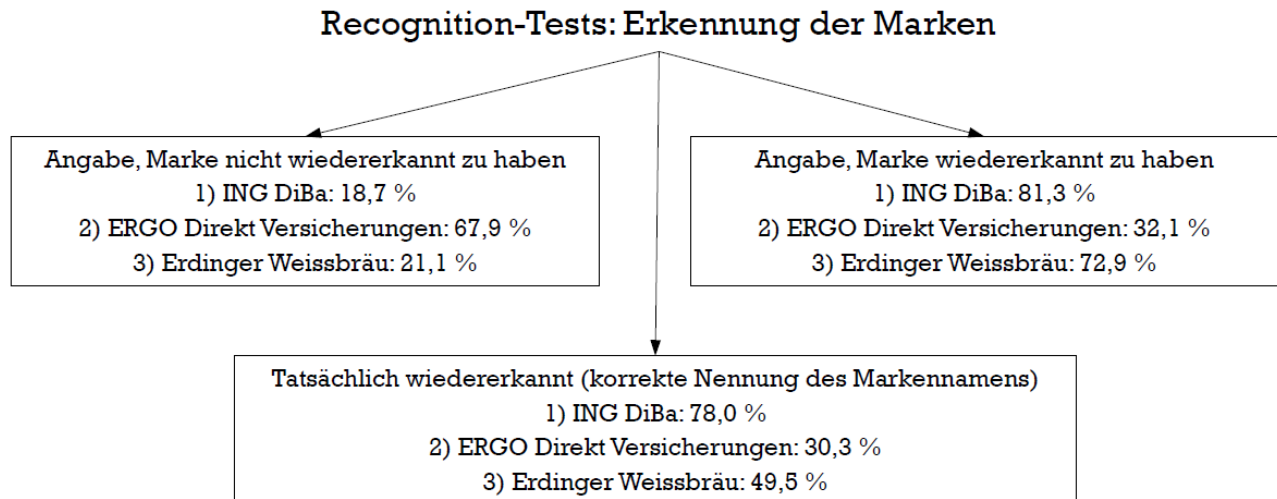 Recognition-Tests: Erkennung der Marken
Angabe, Marke nicht wiedererkannt zu haben
1) ING DiBa: 18,7 %
2) ERGO Direkt Versicherungen: 67,9 %
3) Erdinger Weissbräu: 21,1 %
Angabe, Marke wiedererkannt zu haben
1) ING DiBa: 81,3 %
2) ERGO Direkt Versicherungen: 32,1 %
3) Erdinger Weissbräu: 72,9 %
Tatsächlich wiedererkannt (korrekte Nennung des Markennamens)
1) ING DiBa: 78,0 %
2) ERGO Direkt Versicherungen: 30,3 %
3) Erdinger Weissbräu: 49,5 %